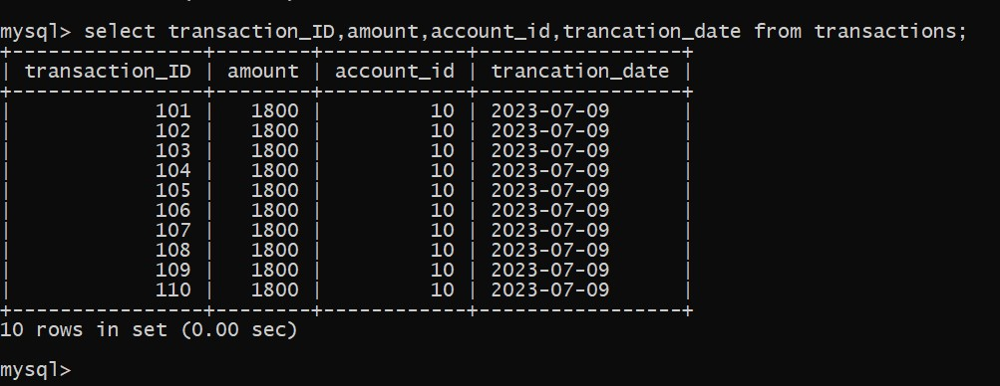 mysql> select transaction_ID,amount,account_id,trancation_date from transactions;
+----------------+--------+------------+-----------------+
| transaction_ID | amount | account_id | trancation_date |
+----------------+--------+------------+-----------------+
|            101 |   1800 |         10 | 2023-07-09      |
|            102 |   1800 |         10 | 2023-07-09      |
|            103 |   1800 |         10 | 2023-07-09      |
|            104 |   1800 |         10 | 2023-07-09      |
|            105 |   1800 |         10 | 2023-07-09      |
|            106 |   1800 |         10 | 2023-07-09      |
|            107 |   1800 |         10 | 2023-07-09      |
|            108 |   1800 |         10 | 2023-07-09      |
|            109 |   1800 |         10 | 2023-07-09      |
|            110 |   1800 |         10 | 2023-07-09      |
+----------------+--------+------------+-----------------+
10 rows in set (0.00 sec)
mysql>